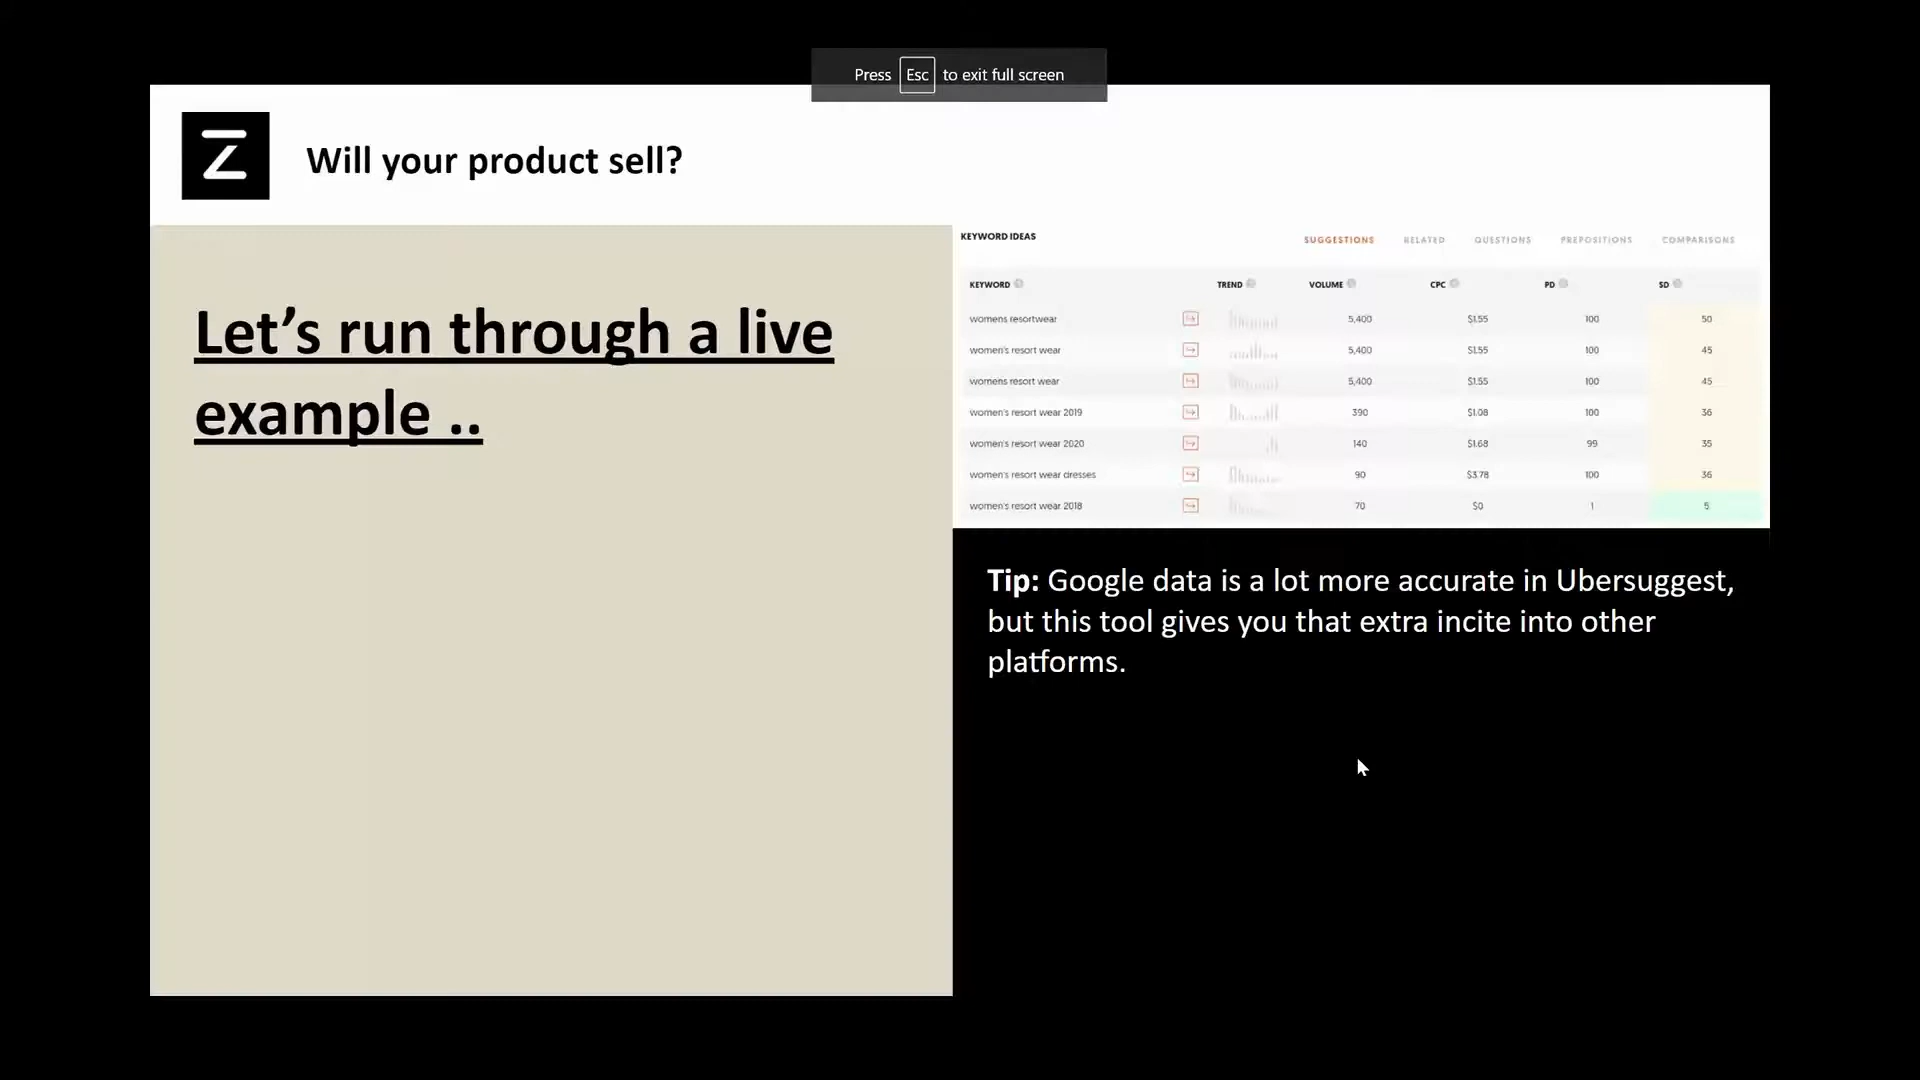 Press Esc to exit full screen
Z
Will your product sell?
Let’s run through a live
example ..
KEYWORD IDEAS
SUGGESTIONS RELATED QUESTIONS PREPOSITIONS COMPARISONS
KEYWORD TREND VOLUME CPC PD SD
womens resortwear 5,400 $1.55 100 50
women's resort wear 5,400 $1.55 100 45
womens resort wear 5,400 $1.55 100 45
women's resort wear 2019 390 $1.08 100 36
women's resort wear 2020 140 $1.68 99 35
women's resort wear dresses 90 $3.78 100 36
women's resort wear 2018 70 $0 1 5
Tip: Google data is a lot more accurate in Ubersuggest,
but this tool gives you that extra incite into other
platforms.